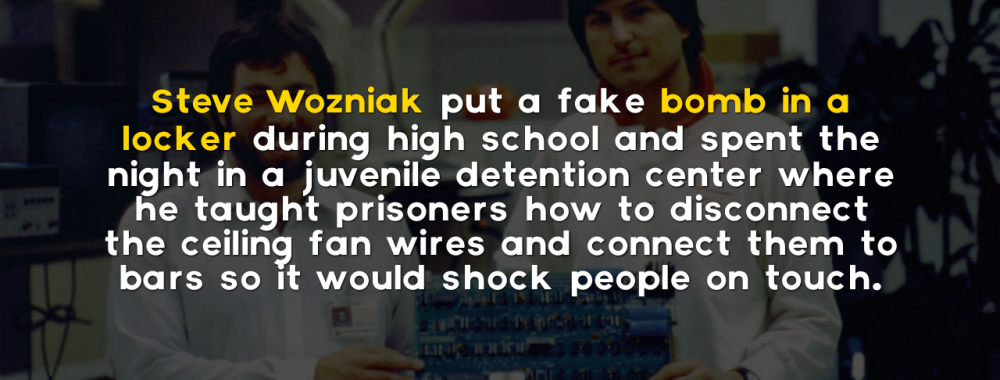 Steve Wozniak put a fake bomb in a
locker during high school and spent the
night in a juvenile detention center where
he taught prisoners how to disconnect
the ceiling fan wires and connect them to
bars so it would shock people on touch.